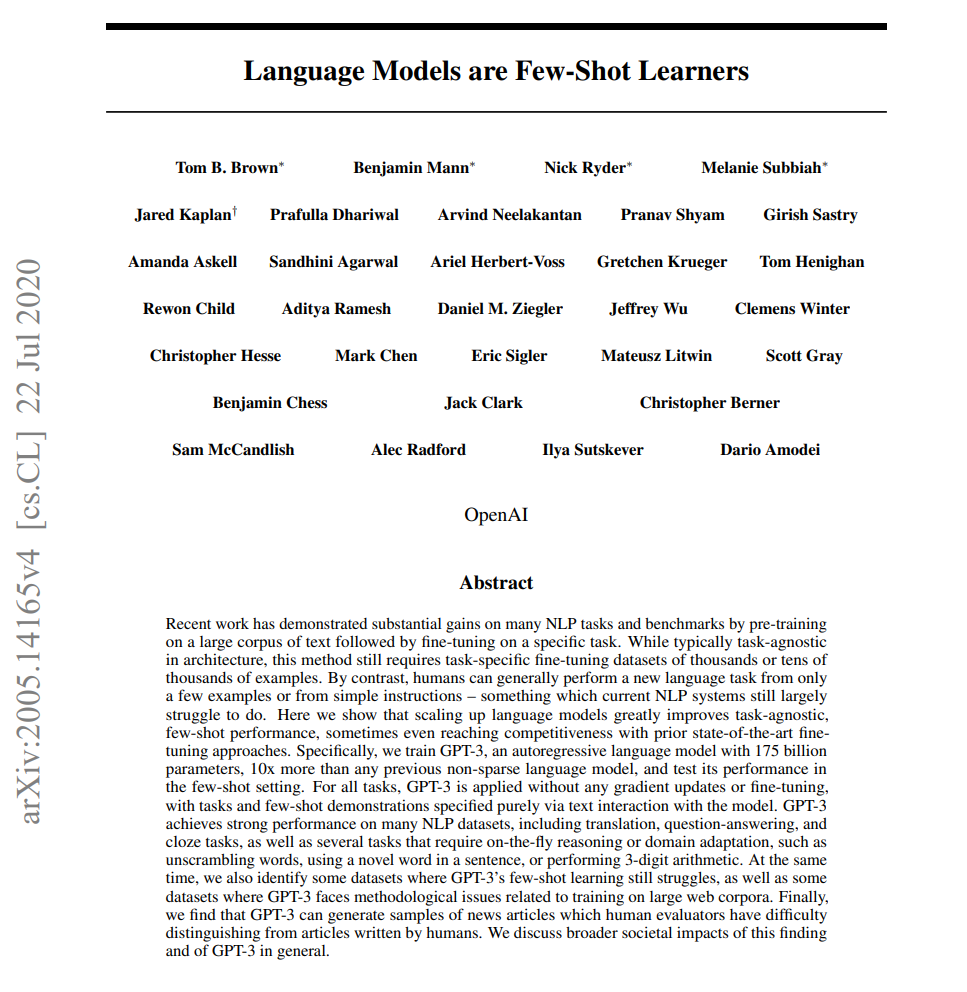 Language Models are Few-Shot Learners
Tom B. Brown* Benjamin Mann* Nick Ryder* Melanie Subbiah*
Jared Kaplan† Prafulla Dhariwal Arvind Neelakantan Pranav Shyam Girish Sastry
Amanda Askell Sandhini Agarwal Ariel Herbert-Voss Gretchen Krueger Tom Henighan
Rewon Child Aditya Ramesh Daniel M. Ziegler Jeffrey Wu Clemens Winter
Christopher Hesse Mark Chen Eric Sigler Mateusz Litwin Scott Gray
Benjamin Chess Jack Clark Christopher Berner
Sam McCandlish Alec Radford Ilya Sutskever Dario Amodei
OpenAI
Abstract
Recent work has demonstrated substantial gains on many NLP tasks and benchmarks by pre-training
on a large corpus of text followed by fine-tuning on a specific task. While typically task-agnostic
in architecture, this method still requires task-specific fine-tuning datasets of thousands or tens of
thousands of examples. By contrast, humans can generally perform a new language task from only
a few examples or from simple instructions – something which current NLP systems still largely
struggle to do. Here we show that scaling up language models greatly improves task-agnostic,
few-shot performance, sometimes even reaching competitiveness with prior state-of-the-art fine-
tuning approaches. Specifically, we train GPT-3, an autoregressive language model with 175 billion
parameters, 10x more than any previous non-sparse language model, and test its performance in
the few-shot setting. For all tasks, GPT-3 is applied without any gradient updates or fine-tuning,
with tasks and few-shot demonstrations specified purely via text interaction with the model. GPT-3
achieves strong performance on many NLP datasets, including translation, question-answering, and
cloze tasks, as well as several tasks that require on-the-fly reasoning or domain adaptation, such as
unscrambling words, using a novel word in a sentence, or performing 3-digit arithmetic. At the same
time, we also identify some datasets where GPT-3's few-shot learning still struggles, as well as some
datasets where GPT-3 faces methodological issues related to training on large web corpora. Finally,
we find that GPT-3 can generate samples of news articles which human evaluators have difficulty
distinguishing from articles written by humans. We discuss broader societal impacts of this finding
and of GPT-3 in general.
arXiv:2005.14165v4 [cs.CL] 22 Jul 2020